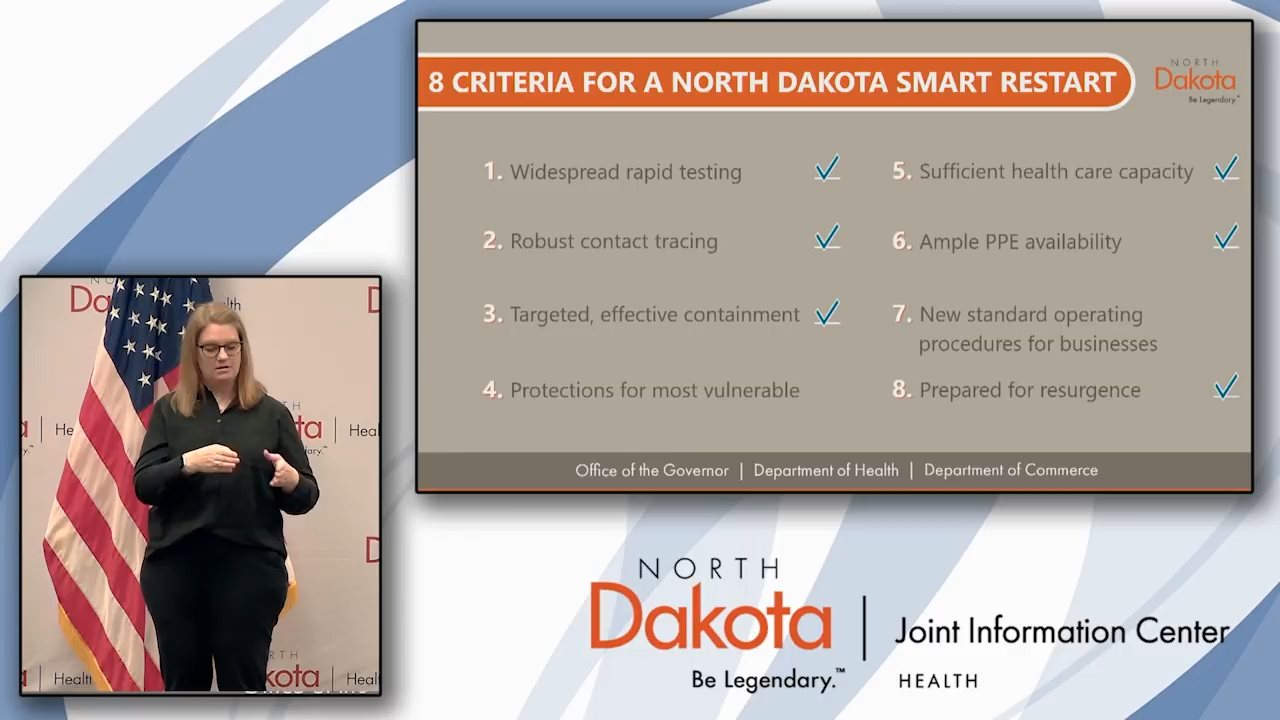 8 CRITERIA FOR A NORTH DAKOTA SMART RESTART
NORTH
Dakota
Be Legendary.™
1. Widespread rapid testing
2. Robust contact tracing
3. Targeted, effective containment
4. Protections for most vulnerable
5. Sufficient health care capacity
6. Ample PPE availability
7. New standard operating
procedures for businesses
8. Prepared for resurgence
Office of the Governor | Department of Health | Department of Commerce
NORTH
Dakota
Be Legendary.™
Joint Information Center
HEALTH